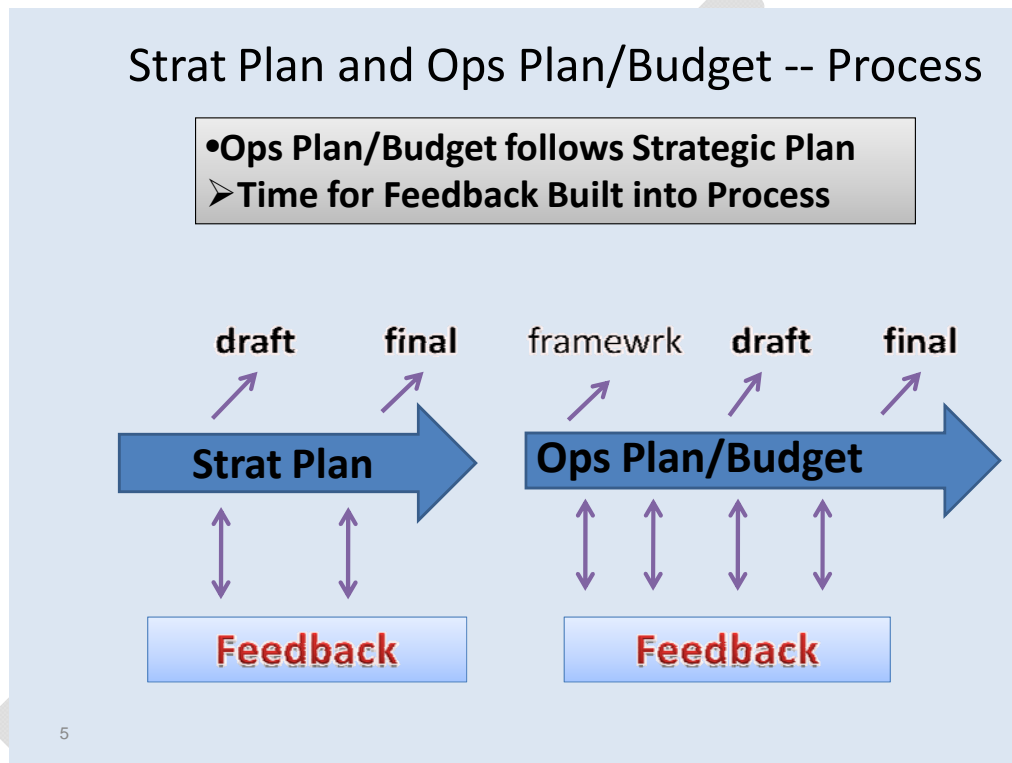 Strat Plan and Ops Plan/Budget -- Process
•Ops Plan/Budget follows Strategic Plan
➢Time for Feedback Built into Process
draft final framewrk draft final
Strat Plan Ops Plan/Budget
Feedback Feedback
5